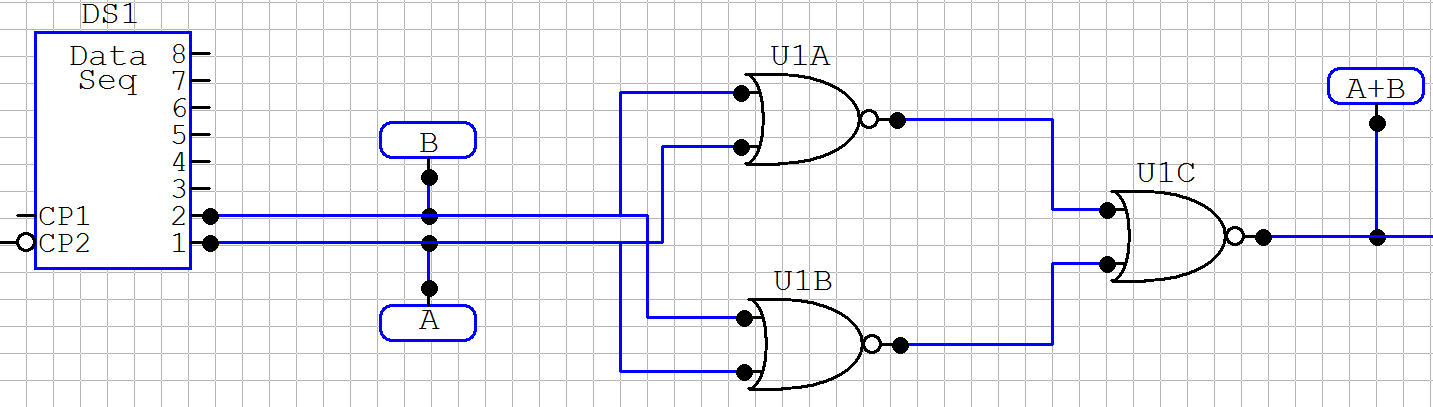 DS1
Data
Seq
8
7
6
5
4
3
CP1
2
CP2
1
B
A
U1A
U1B
U1C
A+B